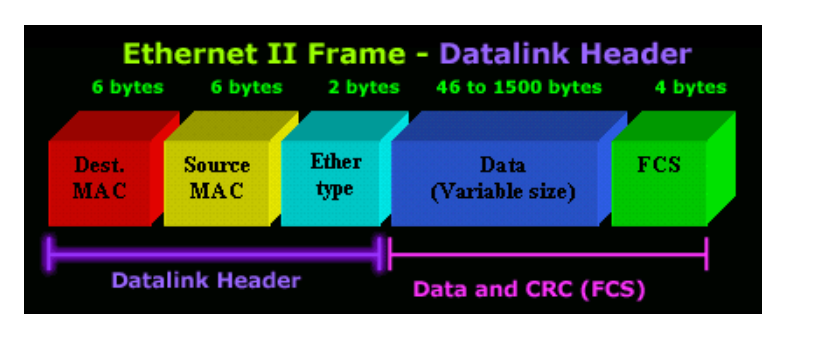 Ethernet II Frame - Datalink Header
6 bytes 6 bytes 2 bytes 46 to 1500 bytes 4 bytes
Dest.
MAC
Source
MAC
Ether
type
Data
(Variable size)
FCS
Datalink Header
Data and CRC (FCS)